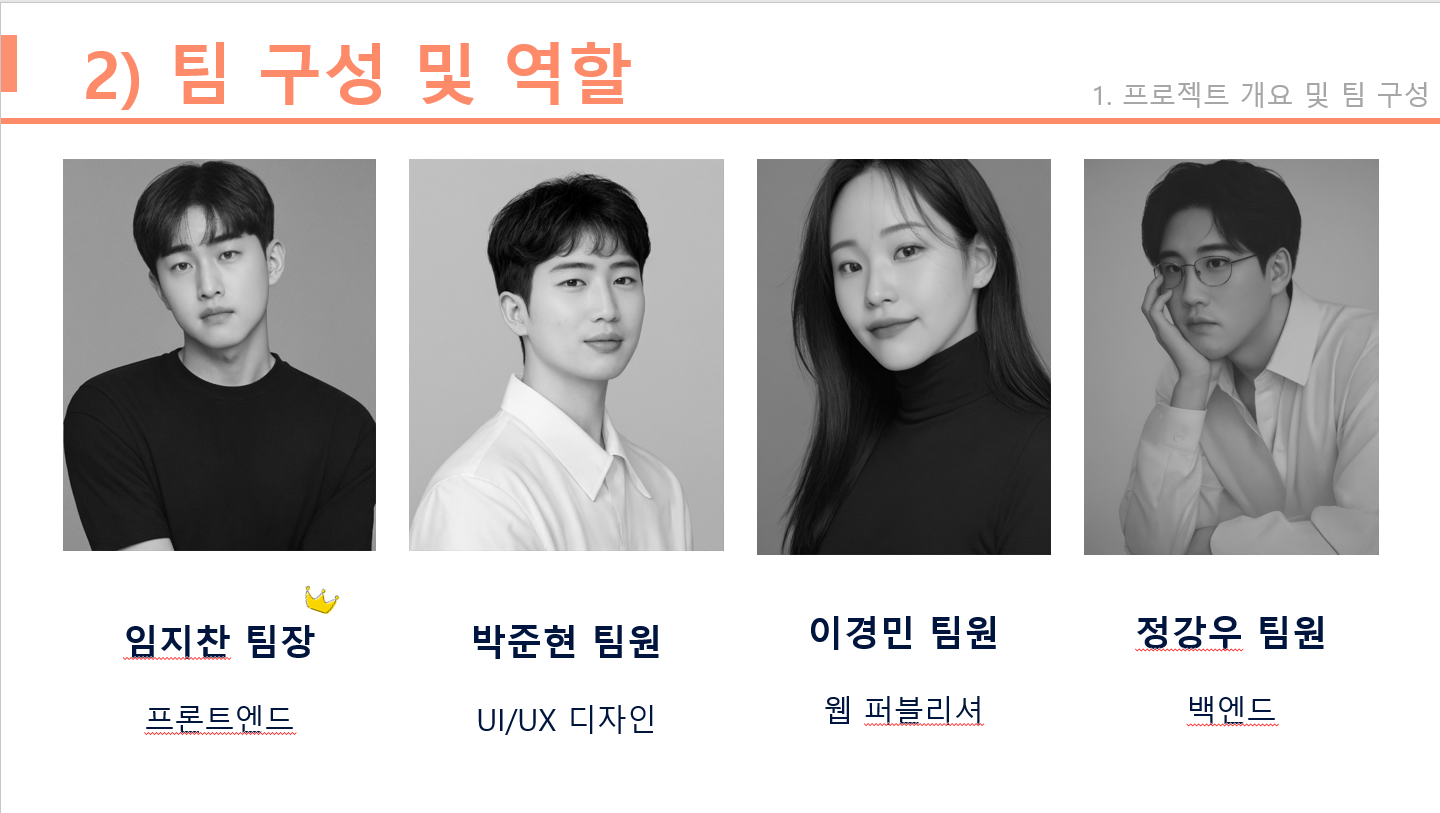 2) 팀 구성 및 역할
1. 프로젝트 개요 및 팀 구성
임지찬 팀장
프론트엔드
박준현 팀원
UI/UX 디자인
이경민 팀원
웹 퍼블리셔
정강우 팀원
백엔드